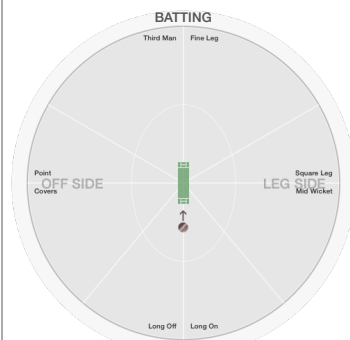 BATTING
Third Man
Fine Leg
Point
Square Leg
OFF SIDE
LEG SIDE
Covers
Mid Wicket
Long Off
Long On